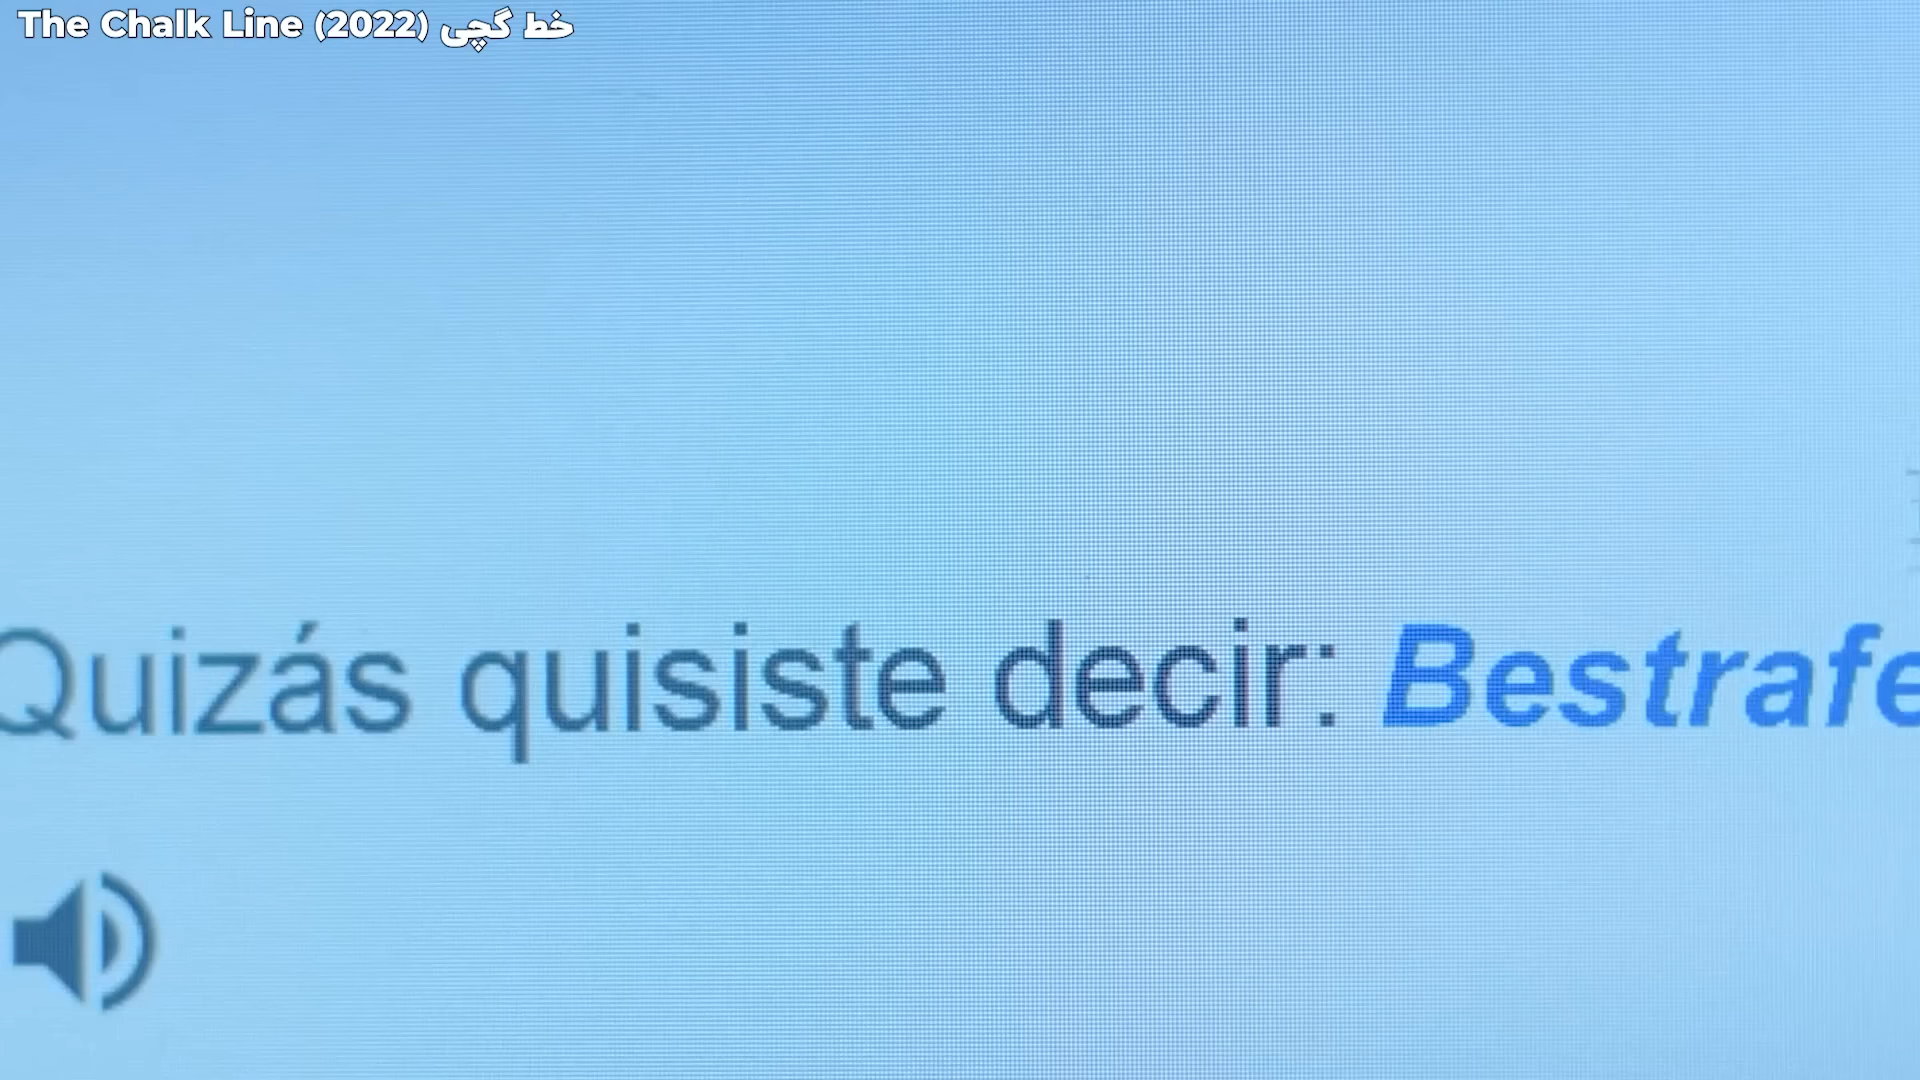 The Chalk Line (2022) خط گچی
Quizás quisiste decir: Bestrafe